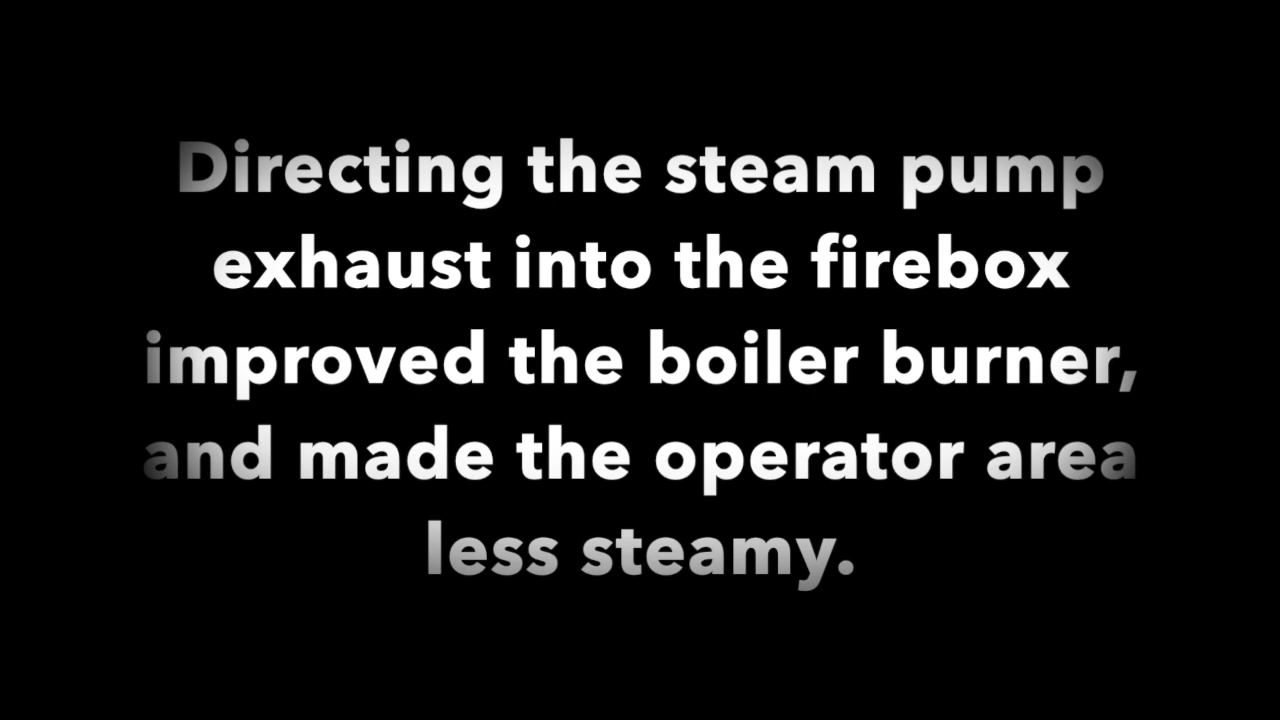 Directing the steam pump
exhaust into the firebox
improved the boiler burner,
and made the operator area
less steamy.